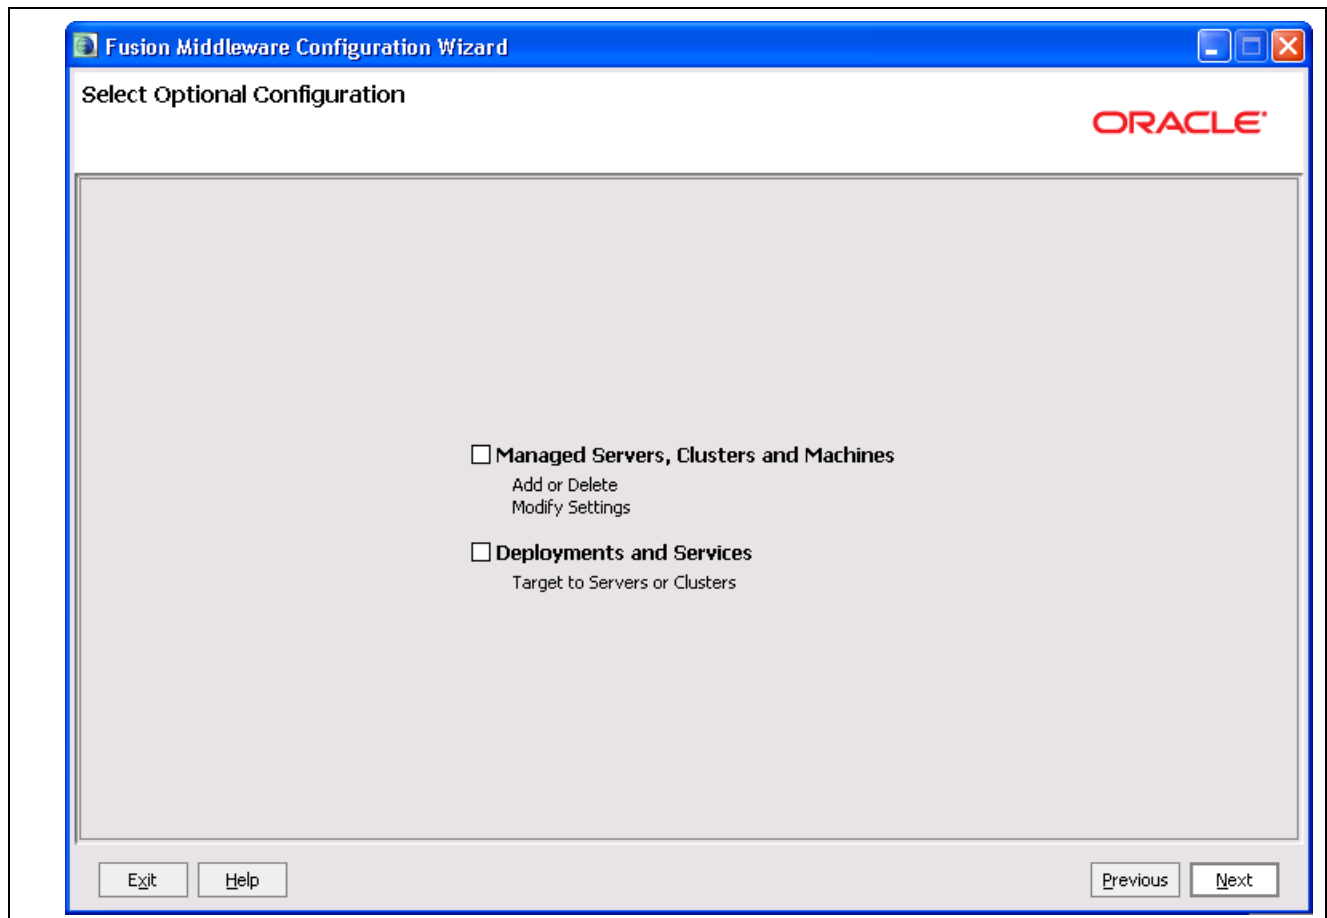 Fusion Middleware Configuration Wizard
Select Optional Configuration
ORACLE
Managed Servers, Clusters and Machines
Add or Delete
Modify Settings
Deployments and Services
Target to Servers or Clusters
Exit Help Previous Next